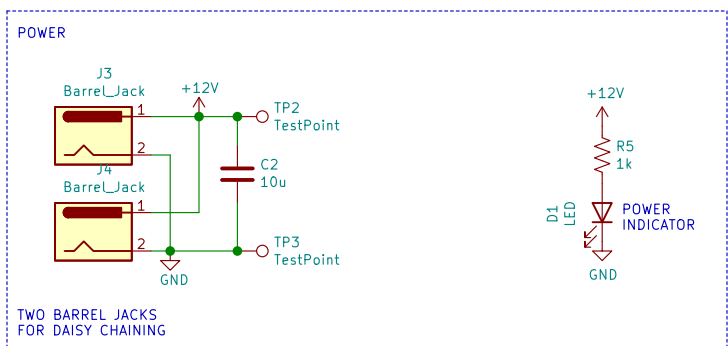 POWER
J3
Barrel_Jack
1
2
J4
Barrel_Jack
1
2
+12V
TP2
TestPoint
C2
10u
TP3
TestPoint
GND
+12V
R5
1k
D1
LED
POWER
INDICATOR
GND
TWO BARREL JACKS
FOR DAISY CHAINING